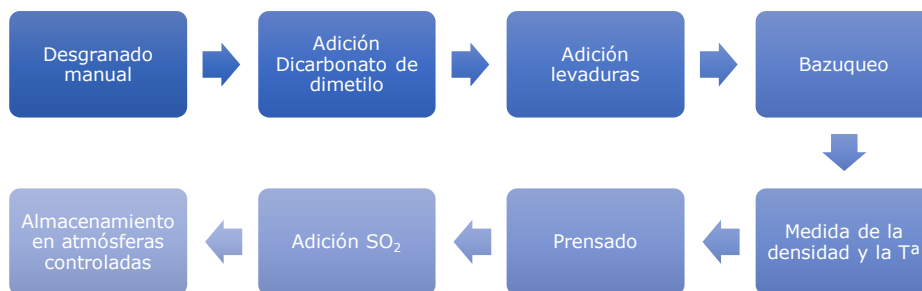 Desgranado
manual
Adición
Dicarbonato de
dimetilo
Adición
levaduras
Bazuqueo
Medida de la
densidad y la Tª
Prensado
Adición SO₂
Almacenamiento
en atmósferas
controladas